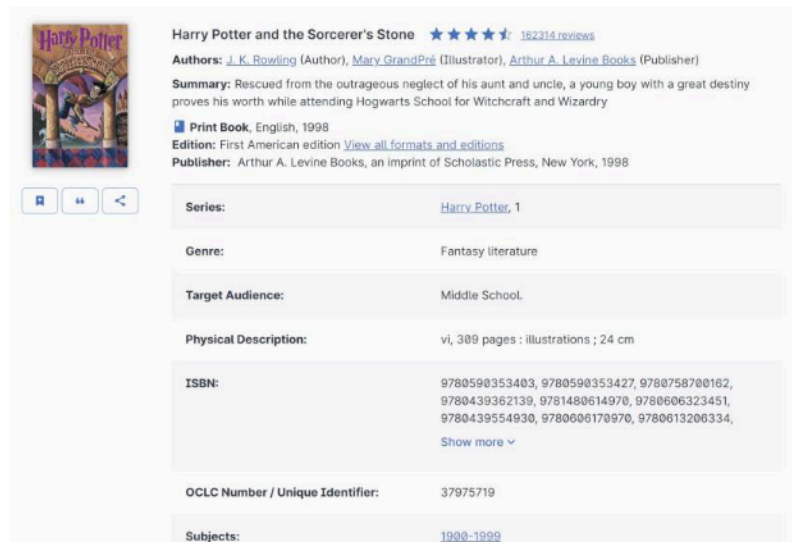 Harry Potter
Harry Potter and the Sorcerer's Stone 162314 reviews
Authors: J. K. Rowling (Author), Mary GrandPré (Illustrator), Arthur A. Levine Books (Publisher)
Summary: Rescued from the outrageous neglect of his aunt and uncle, a young boy with a great destiny
proves his worth while attending Hogwarts School for Witchcraft and Wizardry
Print Book, English, 1998
Edition: First American edition View all formats and editions
Publisher: Arthur A. Levine Books, an imprint of Scholastic Press, New York, 1998
Series: Harry Potter, 1
Genre: Fantasy literature
Target Audience: Middle School.
Physical Description: vi, 309 pages : illustrations ; 24 cm
ISBN: 9780590353403, 9780590353427, 9780758700162,
9780439362139, 9781480614970, 9780606323451,
9780439554930, 9780606170970, 9780613206334,
Show more
OCLC Number / Unique Identifier: 37975719
Subjects: 1900-1999